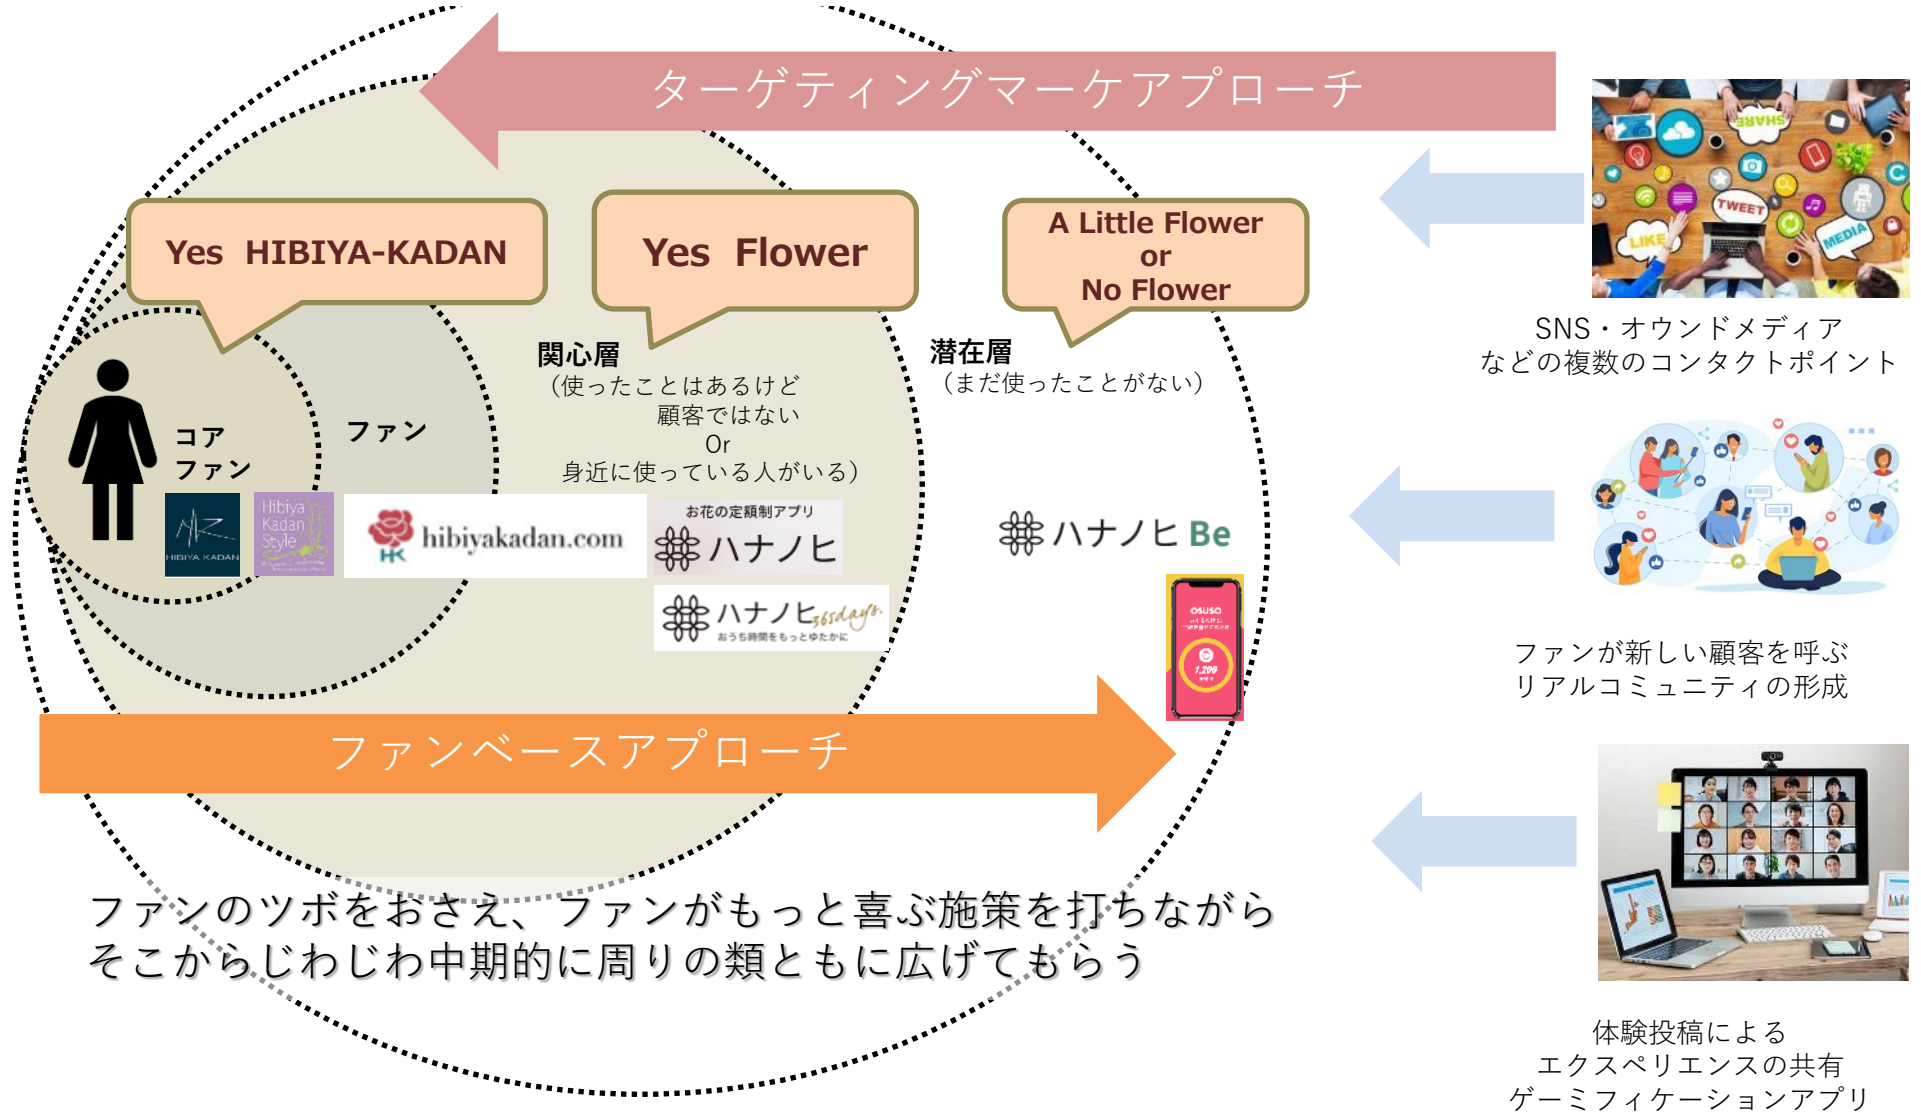 ターゲティングマーケアプローチ
Yes HIBIYA-KADAN
Yes Flower
A Little Flower
or
No Flower
関心層
（使ったことはあるけど
顧客ではない
Or
身近に使っている人がいる）
潜在層
（まだ使ったことがない）
コア
ファン
ファン
HIBIYA KADAN
Hibiya
Kadan
Style
HK
hibiyakadan.com
お花の定額制アプリ
ハナノヒ
ハナノヒ 365days.
おうち時間をもっとゆたかに
ハナノヒ Be
osuso
1,200
ファンベースアプローチ
ファンのツボをおさえ、ファンがもっと喜ぶ施策を打ちながら
そこからじわじわ中期的に周りの類ともに広げてもらう
SHARE
TWEET
LIKE
MEDIA
SNS・オウンドメディア
などの複数のコンタクトポイント
ファンが新しい顧客を呼ぶ
リアルコミュニティの形成
体験投稿による
エクスペリエンスの共有
ゲーミフィケーションアプリ